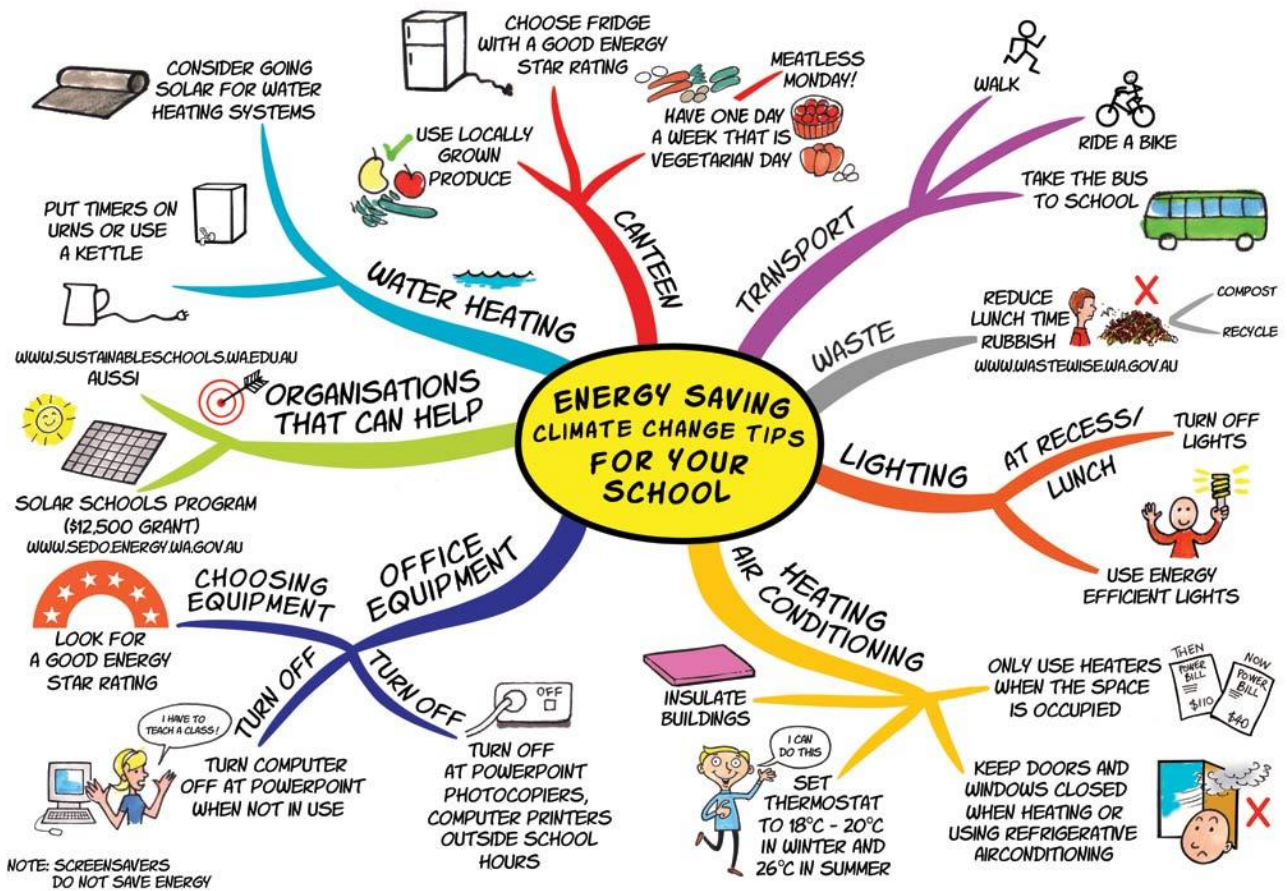 ENERGY SAVING
CLIMATE CHANGE TIPS
FOR YOUR
SCHOOL
CANTEEN
CHOOSE FRIDGE
WITH A GOOD ENERGY
STAR RATING
USE LOCALLY
GROWN
PRODUCE
MEATLESS
MONDAY!
HAVE ONE DAY
A WEEK THAT IS
VEGETARIAN DAY
TRANSPORT
WALK
RIDE A BIKE
TAKE THE BUS
TO SCHOOL
WASTE
REDUCE
LUNCH TIME
RUBBISH
WWW.WASTEWISE.WA.GOV.AU
COMPOST
RECYCLE
LIGHTING
AT RECESS/
LUNCH
TURN OFF
LIGHTS
USE ENERGY
EFFICIENT LIGHTS
HEATING
AIR CONDITIONING
ONLY USE HEATERS
WHEN THE SPACE
IS OCCUPIED
THEN
POWER
BILL
$110
NOW
POWER
BILL
$40
KEEP DOORS AND
WINDOWS CLOSED
WHEN HEATING OR
USING REFRIGERATIVE
AIRCONDITIONING
I CAN
DO THIS
SET
THERMOSTAT
TO 18°C - 20°C
IN WINTER AND
26°C IN SUMMER
INSULATE
BUILDINGS
OFFICE
EQUIPMENT
TURN OFF
OFF
TURN OFF
AT POWERPOINT
PHOTOCOPIERS,
COMPUTER PRINTERS
OUTSIDE SCHOOL
HOURS
TURN OFF
I HAVE TO
TEACH A CLASS!
TURN COMPUTER
OFF AT POWERPOINT
WHEN NOT IN USE
NOTE: SCREENSAVERS
DO NOT SAVE ENERGY
CHOOSING
EQUIPMENT
LOOK FOR
A GOOD ENERGY
STAR RATING
ORGANISATIONS
THAT CAN HELP
WWW.SUSTAINABLESCHOOLS.WA.EDU.AU
AUSSI
SOLAR SCHOOLS PROGRAM
($12,500 GRANT)
WWW.SEDO.ENERGY.WA.GOV.AU
WATER HEATING
PUT TIMERS ON
URNS OR USE
A KETTLE
CONSIDER GOING
SOLAR FOR WATER
HEATING SYSTEMS